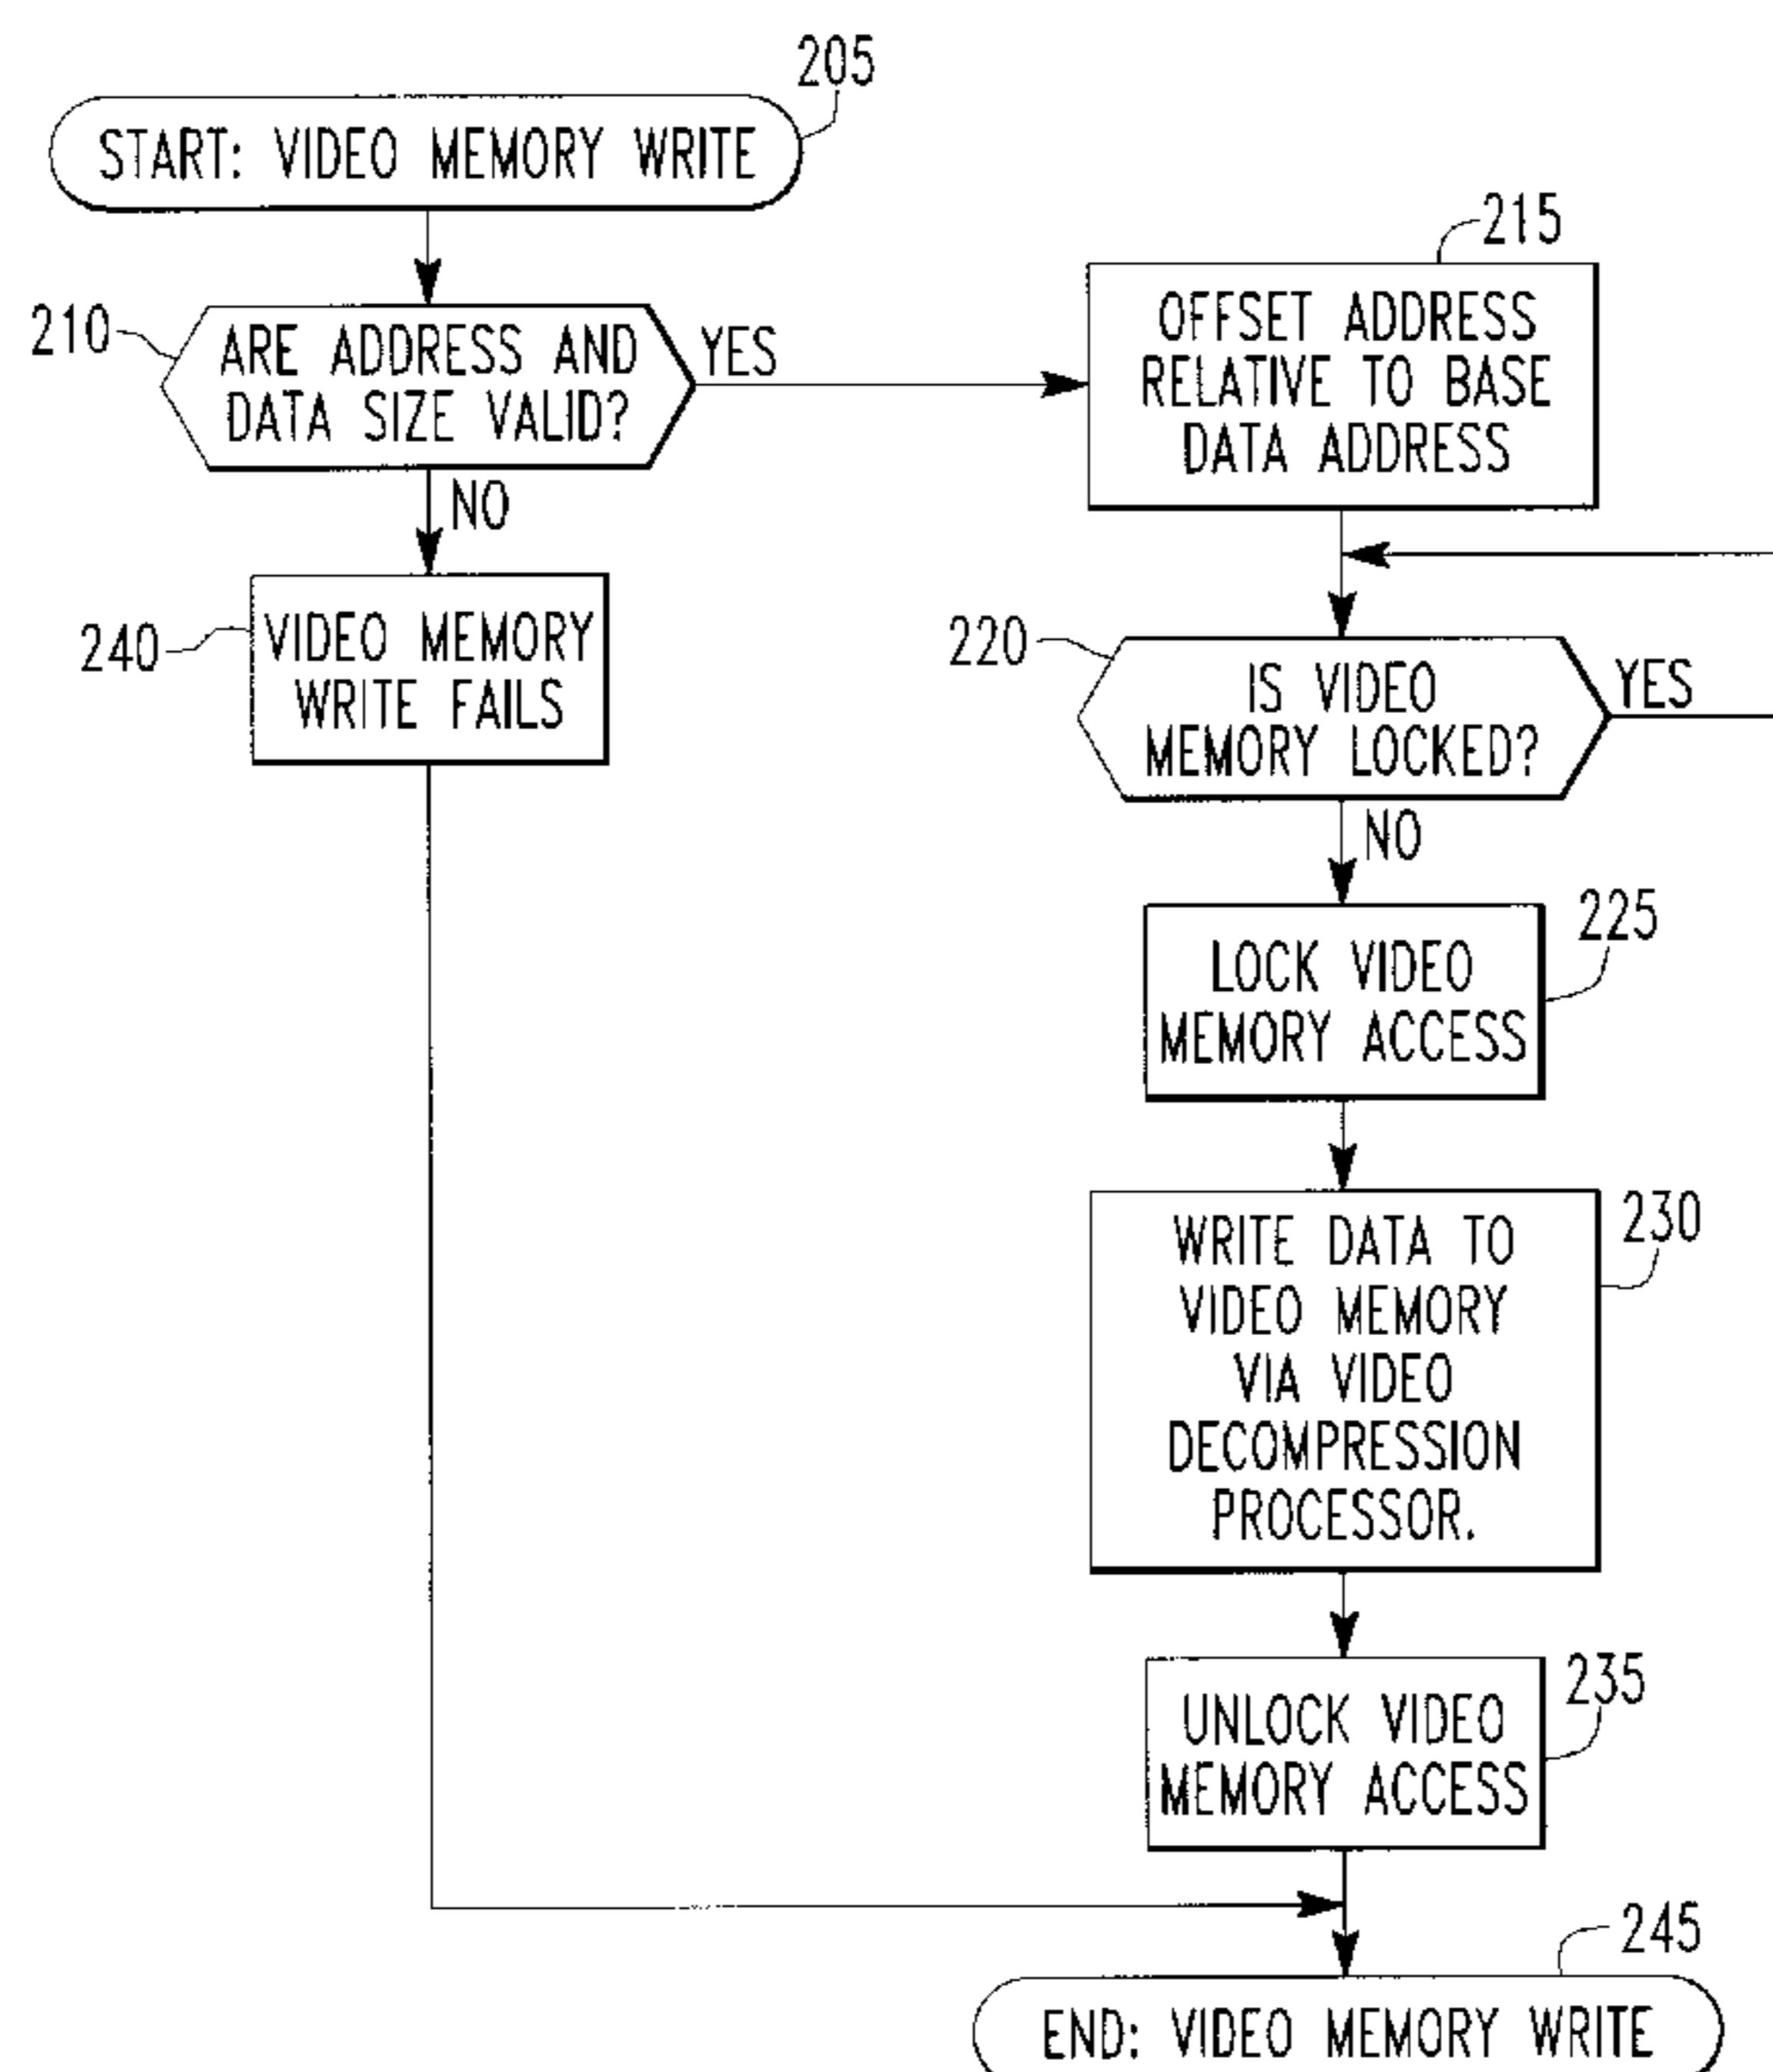 205
START: VIDEO MEMORY WRITE
210
ARE ADDRESS AND
DATA SIZE VALID?
YES
NO
215
OFFSET ADDRESS
RELATIVE TO BASE
DATA ADDRESS
240
VIDEO MEMORY
WRITE FAILS
220
IS VIDEO
MEMORY LOCKED?
YES
NO
225
LOCK VIDEO
MEMORY ACCESS
230
WRITE DATA TO
VIDEO MEMORY
VIA VIDEO
DECOMPRESSION
PROCESSOR.
235
UNLOCK VIDEO
MEMORY ACCESS
245
END: VIDEO MEMORY WRITE